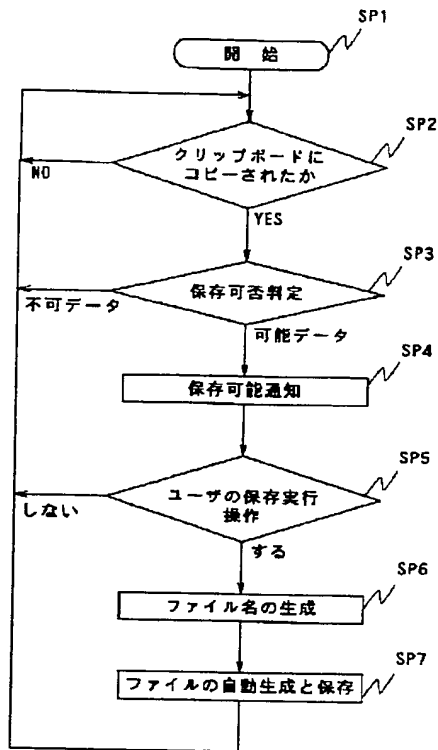 SP1
開始
SP2
クリップボードに
コピーされたか
NO
YES
SP3
保存可否判定
不可データ
可能データ
SP4
保存可能通知
SP5
ユーザの保存実行
操作
しない
する
SP6
ファイル名の生成
SP7
ファイルの自動生成と保存